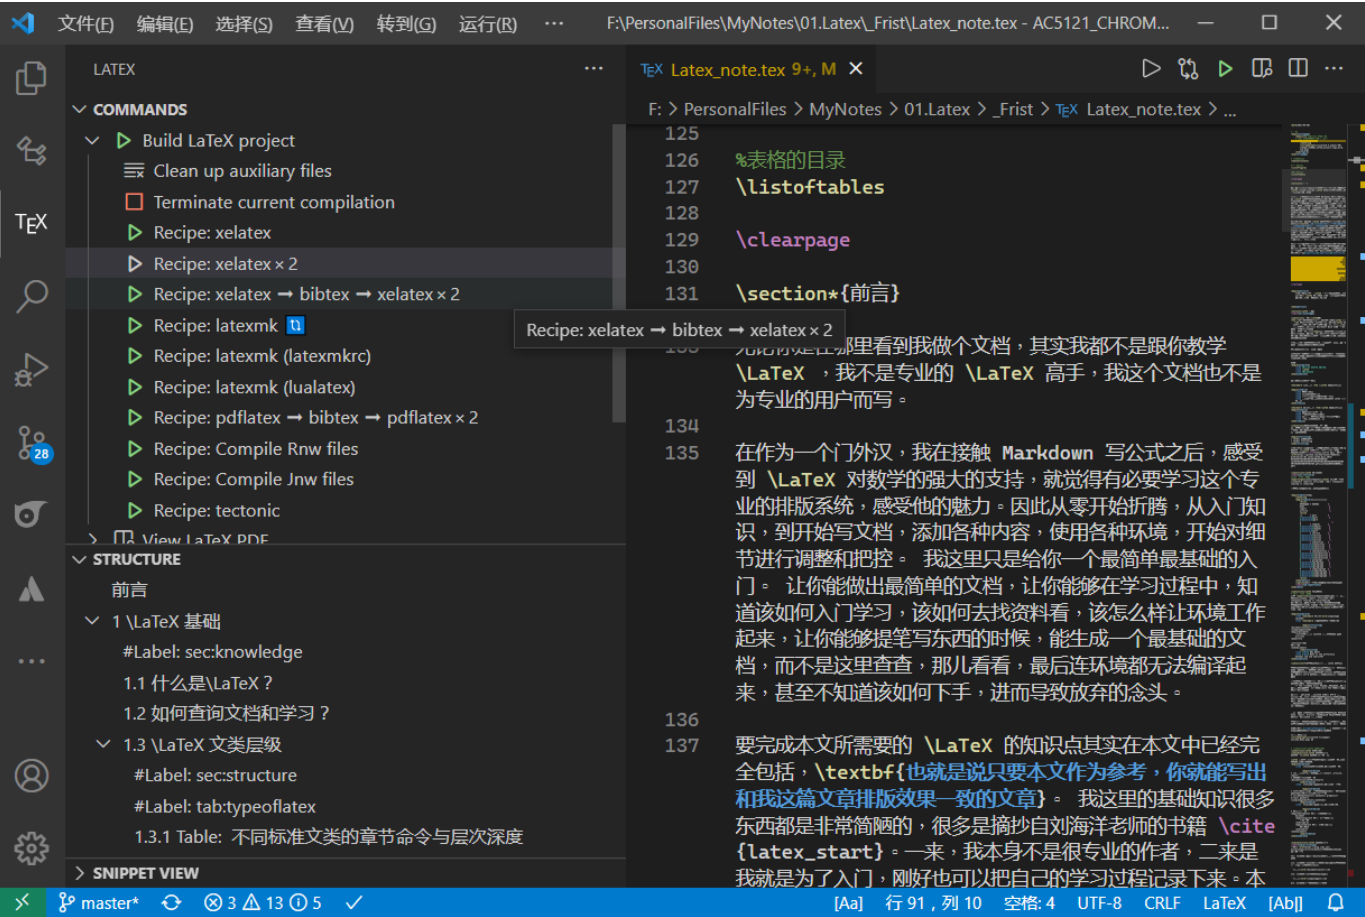 文件(F) 编辑(E) 选择(S) 查看(V) 转到(G) 运行(R) ··· F:\PersonalFiles\MyNotes\01.Latex\_Frist\Latex_note.tex - AC5121_CHROM...
LATEX ···
COMMANDS
Build LaTeX project
Clean up auxiliary files
Terminate current compilation
Recipe: xelatex
Recipe: xelatex × 2
Recipe: xelatex ➞ bibtex ➞ xelatex × 2
Recipe: latexmk
Recipe: latexmk (latexmkrc)
Recipe: latexmk (lualatex)
Recipe: pdflatex ➞ bibtex ➞ pdflatex × 2
Recipe: Compile Rnw files
Recipe: Compile Jnw files
Recipe: tectonic
View LaTeX PDF
STRUCTURE
前言
1 \LaTeX 基础
#Label: sec:knowledge
1.1 什么是\LaTeX？
1.2 如何查询文档和学习？
1.3 \LaTeX 文类层级
#Label: sec:structure
#Label: tab:typeoflatex
1.3.1 Table: 不同标准文类的章节命令与层次深度
SNIPPET VIEW
TEX
28
TEX Latex_note.tex 9+, M
F: > PersonalFiles > MyNotes > 01.Latex > _Frist > TEX Latex_note.tex > ...
125
126 %表格的目录
127 \listoftables
128
129 \clearpage
130
131 \section*{前言}
Recipe: xelatex ➞ bibtex ➞ xelatex × 2
133 无论你是在哪里看到我做个文档，其实我都不是跟你教学
\LaTeX ，我不是专业的 \LaTeX 高手，我这个文档也不是
为专业的用户而写。
134
135 在作为一个门外汉，我在接触 Markdown 写公式之后，感受
到 \LaTeX 对数学的强大的支持，就觉得有必要学习这个专
业的排版系统，感受他的魅力。因此从零开始折腾，从入门知
识，到开始写文档，添加各种内容，使用各种环境，开始对细
节进行调整和把控。 我这里只是给你一个最简单最基础的入
门。 让你能做出最简单的文档，让你能够在学习过程中，知
道该如何入门学习，该如何去找资料看，该怎么样让环境工作
起来，让你能够提笔写东西的时候，能生成一个最基础的文
档，而不是这里查查，那儿看看，最后连环境都无法编译起
来，甚至不知道该如何下手，进而导致放弃的念头。
136
137 要完成本文所需要的 \LaTeX 的知识点其实在本文中已经完
全包括，\textbf{也就是说只要本文作为参考，你就能写出
和我这篇文章排版效果一致的文章}。 我这里的基础知识很多
东西都是非常简陋的，很多是摘抄自刘海洋老师的书籍 \cite
{latex_start}。一来，我本身不是很专业的作者，二来是
我就是为了入门，刚好也可以把自己的学习过程记录下来。本
master* 3 13 5 [Aa] 行 91，列 10 空格: 4 UTF-8 CRLF LaTeX [Ab|]